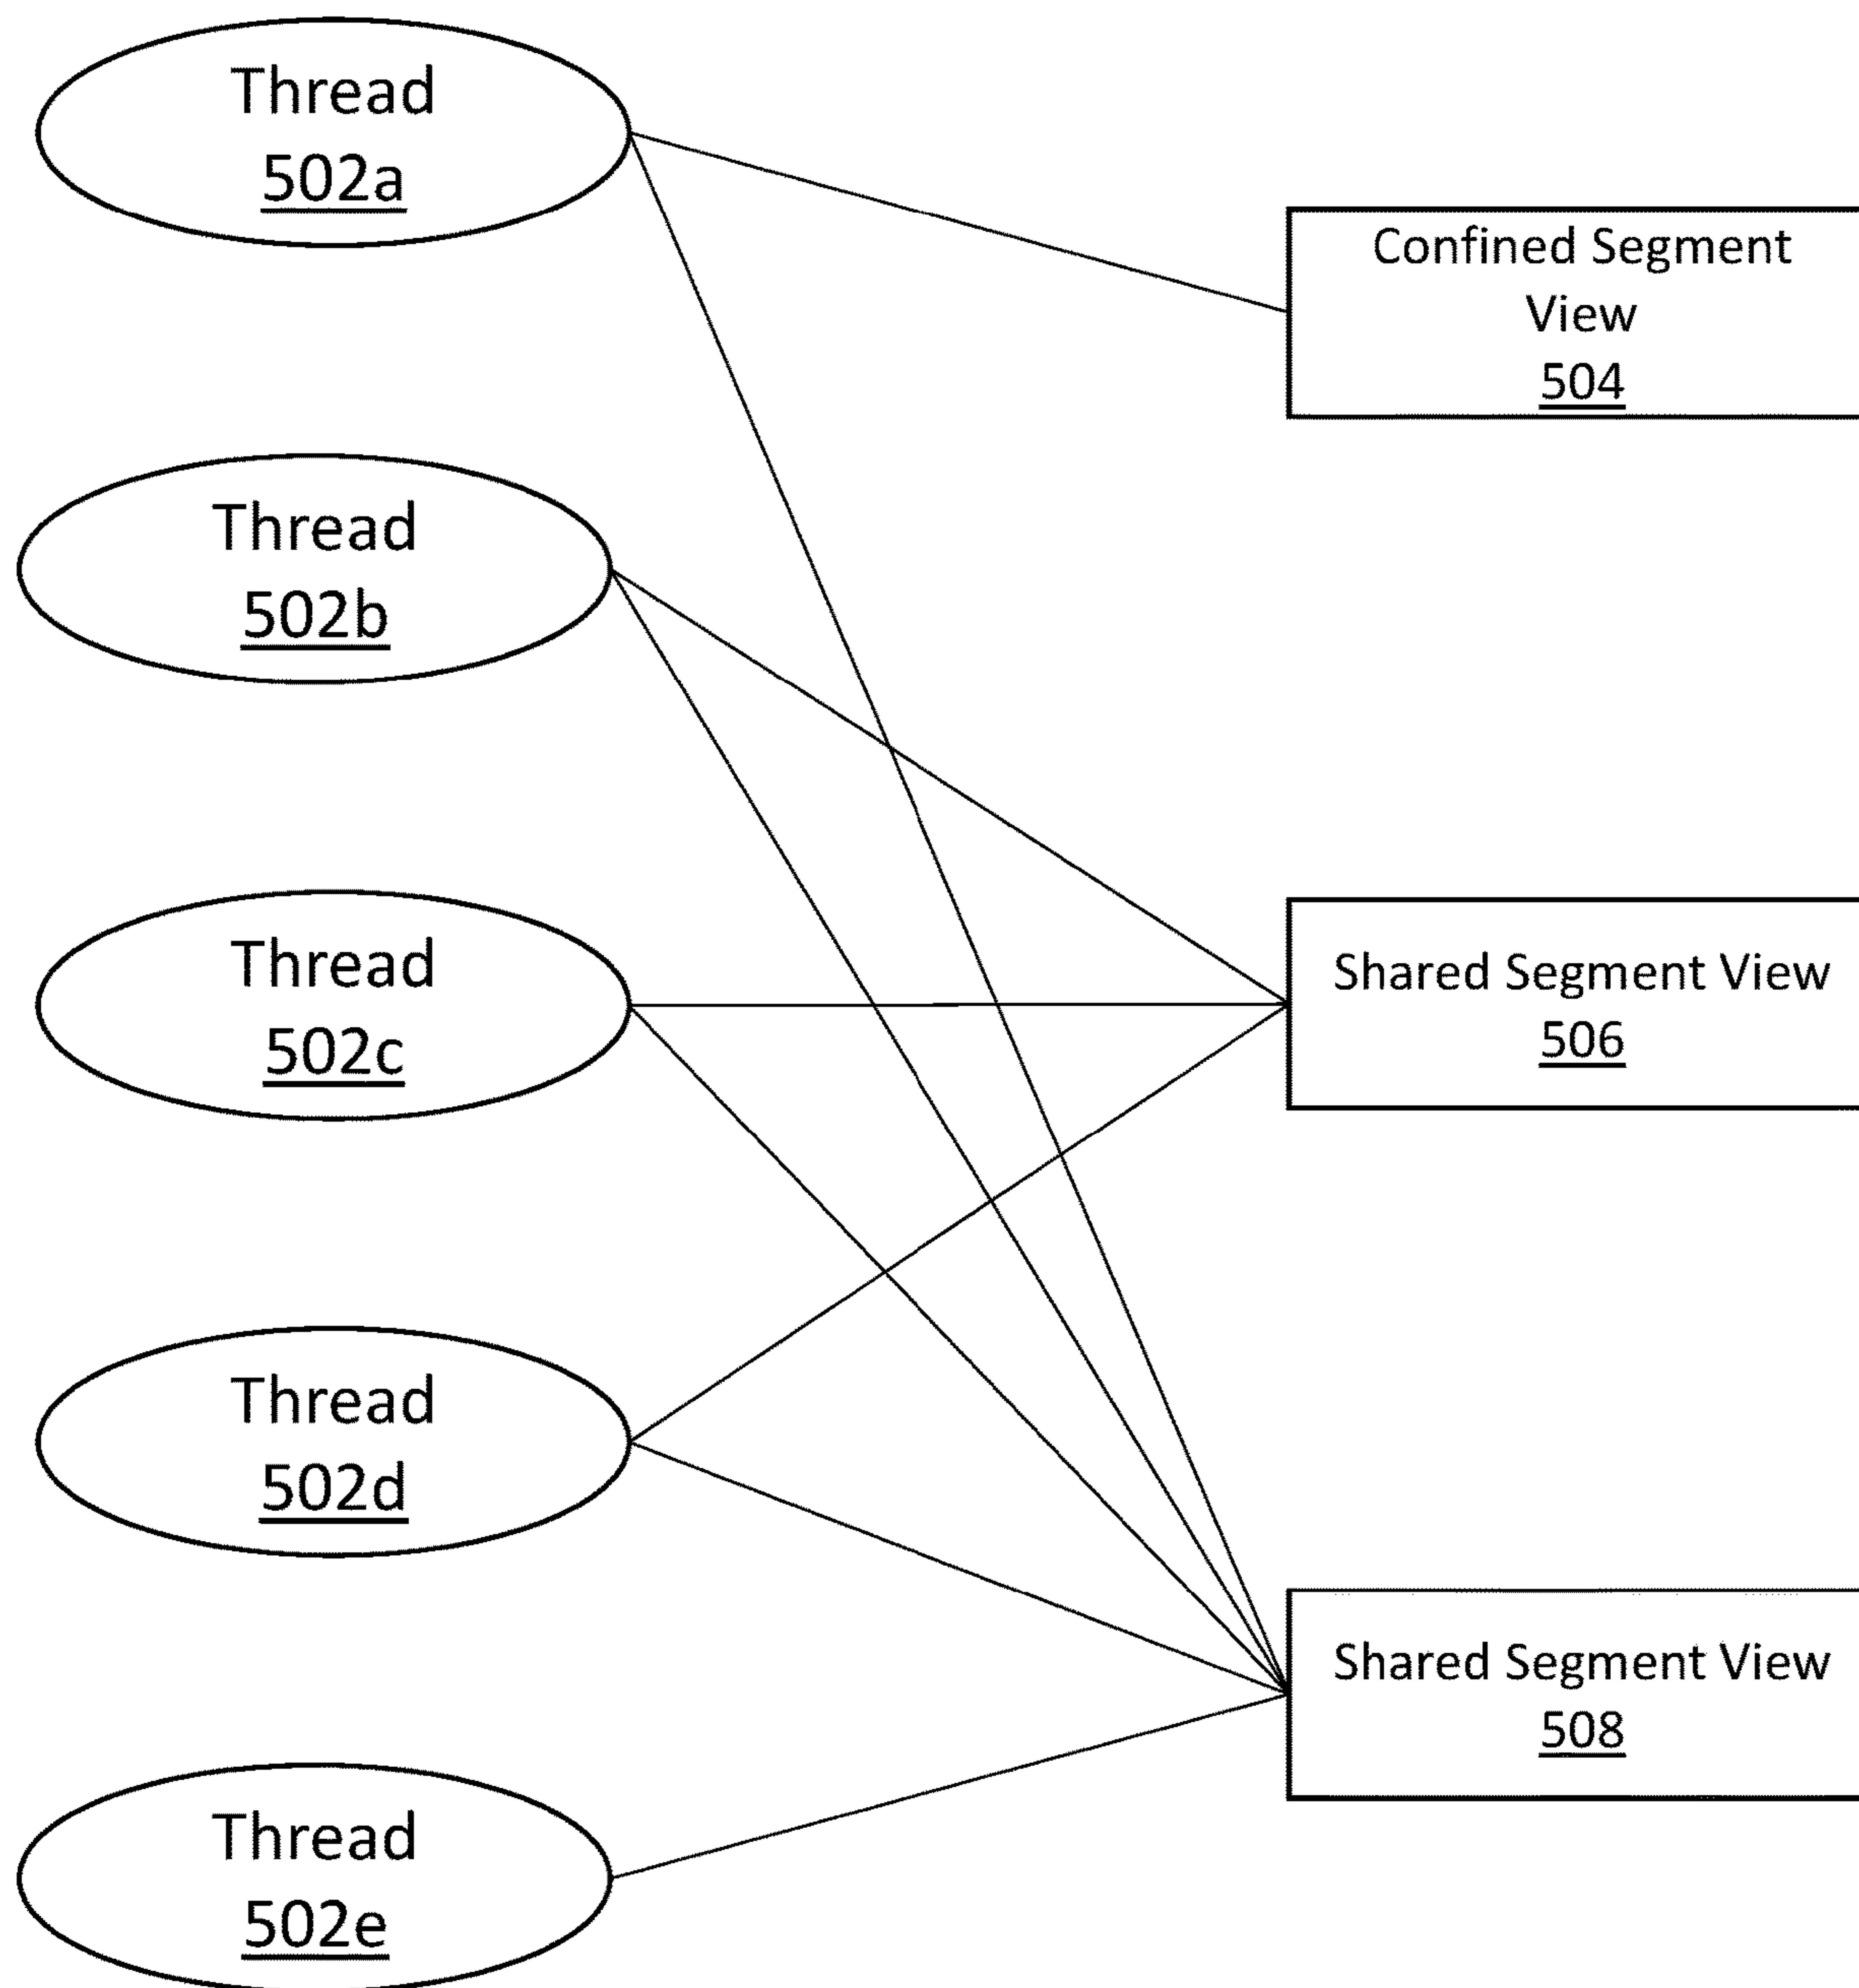 Thread
502a
Confined Segment
View
504
Thread
502b
Thread
502c
Shared Segment View
506
Thread
502d
Shared Segment View
508
Thread
502e